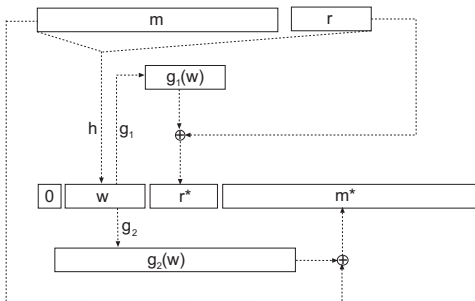 m r
g₁(w)
h g₁
⊕
0 w r* m*
g₂
g₂(w) ⊕